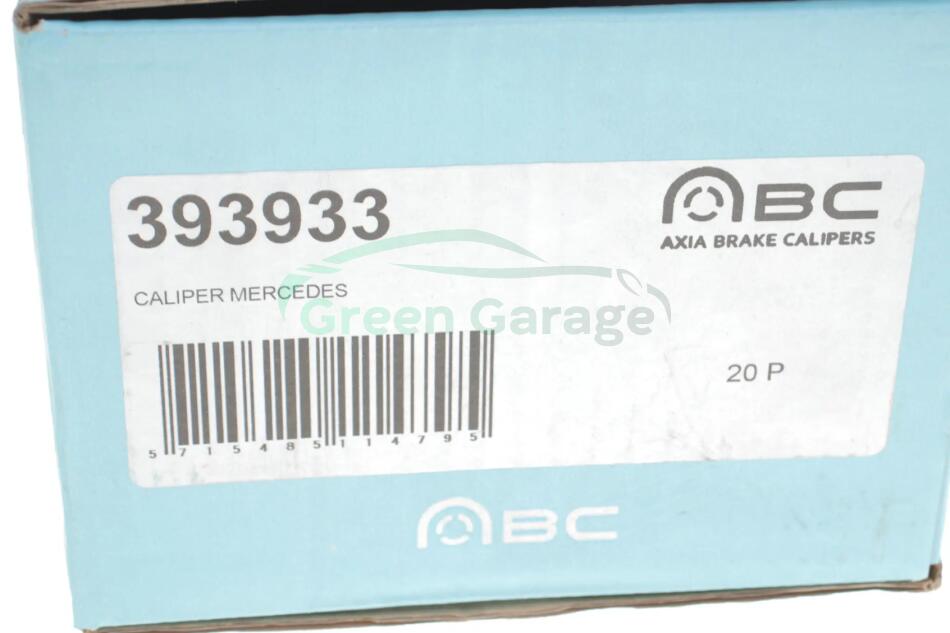 393933
ABC
AXIA BRAKE CALIPERS
CALIPER MERCEDES
Green Garage
20 P
5 715485 114795
ABC